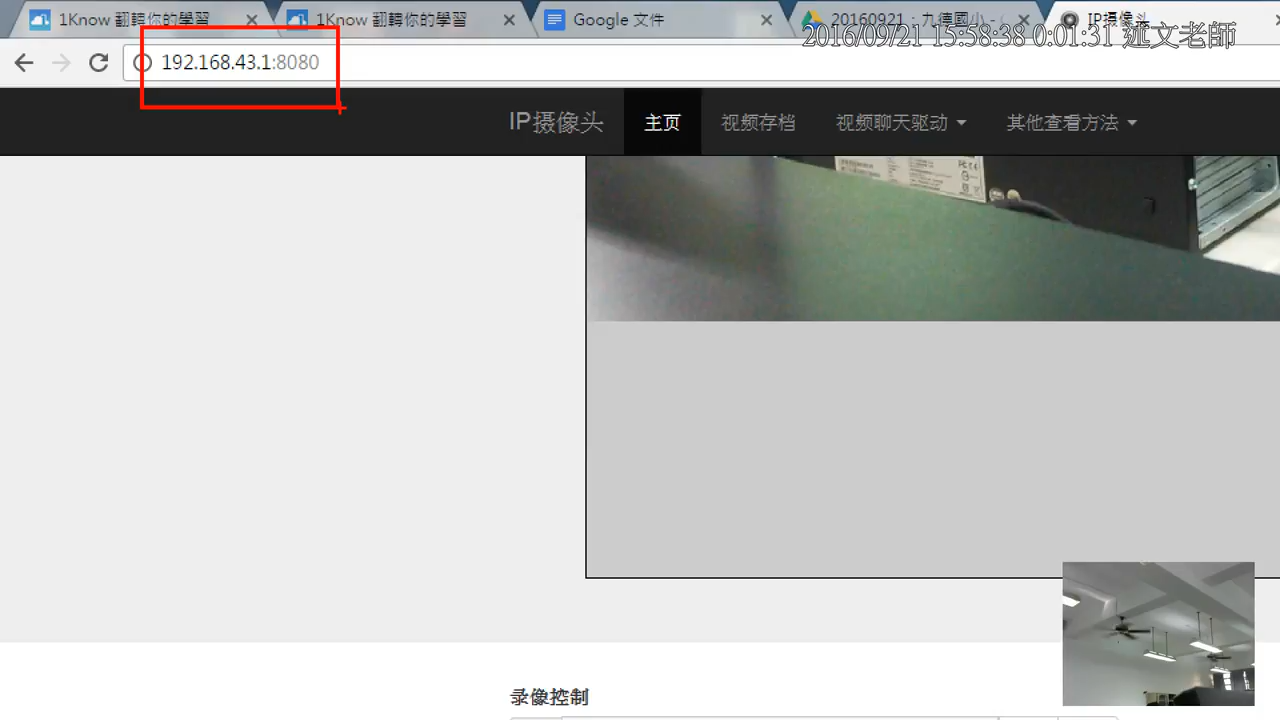 1Know 翻轉你的學習
1Know 翻轉你的學習
Google 文件
20160921：九德國小 -
IP摄像头
2016/09/21 15:58:38 0:01:31 述文老師
192.168.43.1:8080
IP摄像头
主页
视频存档
视频聊天驱动
其他查看方法
录像控制